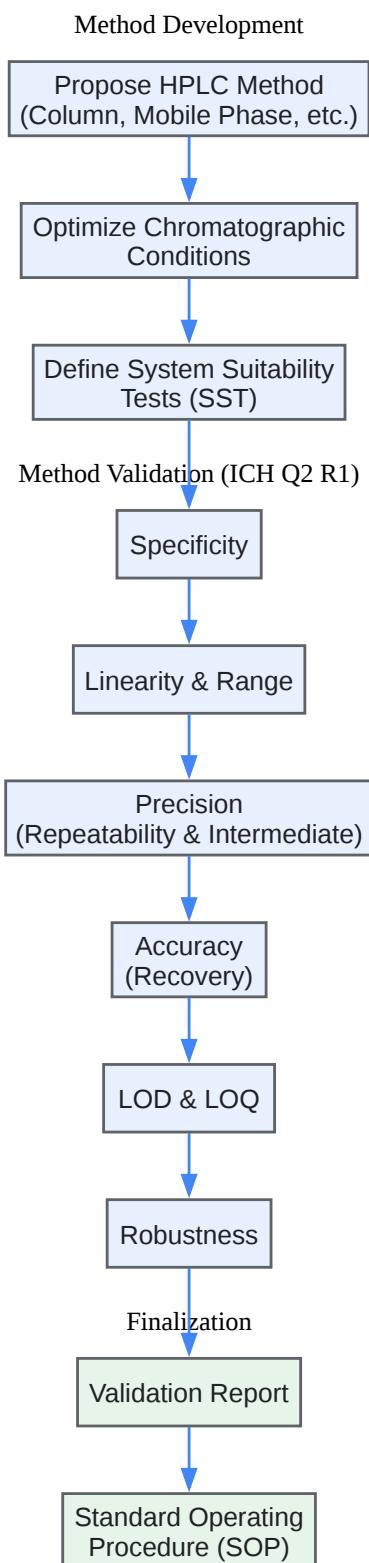 Method Development
Propose HPLC Method
(Column, Mobile Phase, etc.)
Optimize Chromatographic
Conditions
Define System Suitability
Tests (SST)
Method Validation (ICH Q2 R1)
Specificity
Linearity & Range
Precision
(Repeatability & Intermediate)
Accuracy
(Recovery)
LOD & LOQ
Robustness
Finalization
Validation Report
Standard Operating
Procedure (SOP)